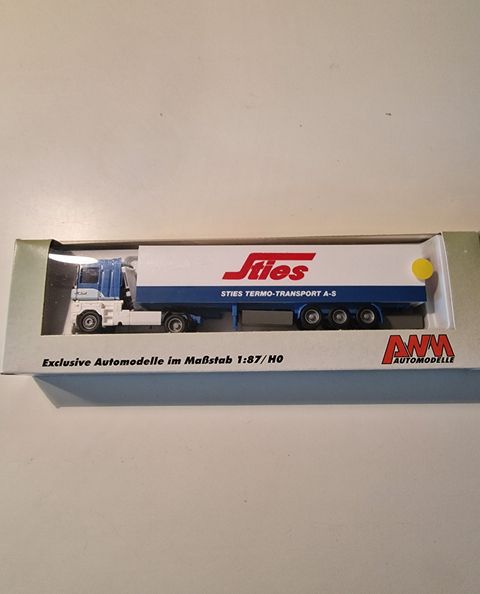 Sties
STIES TERMO-TRANSPORT A-S
Exclusive Automodelle im Maßstab 1:87/H0
AWM
AUTOMODELLE